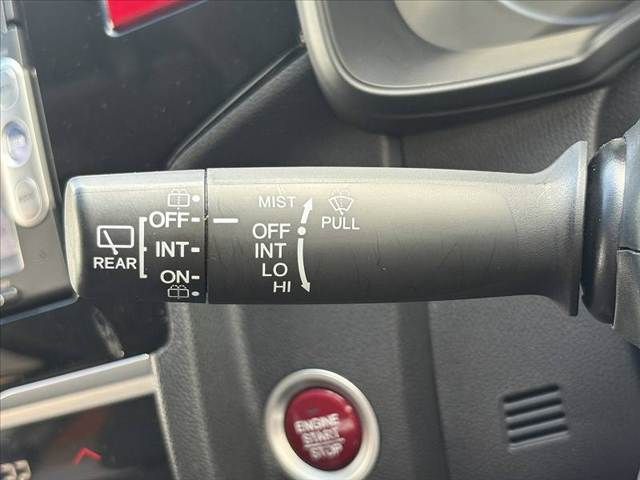 REAR
OFF
INT
ON
MIST
OFF
INT
LO
HI
PULL
ENGINE
START
STOP